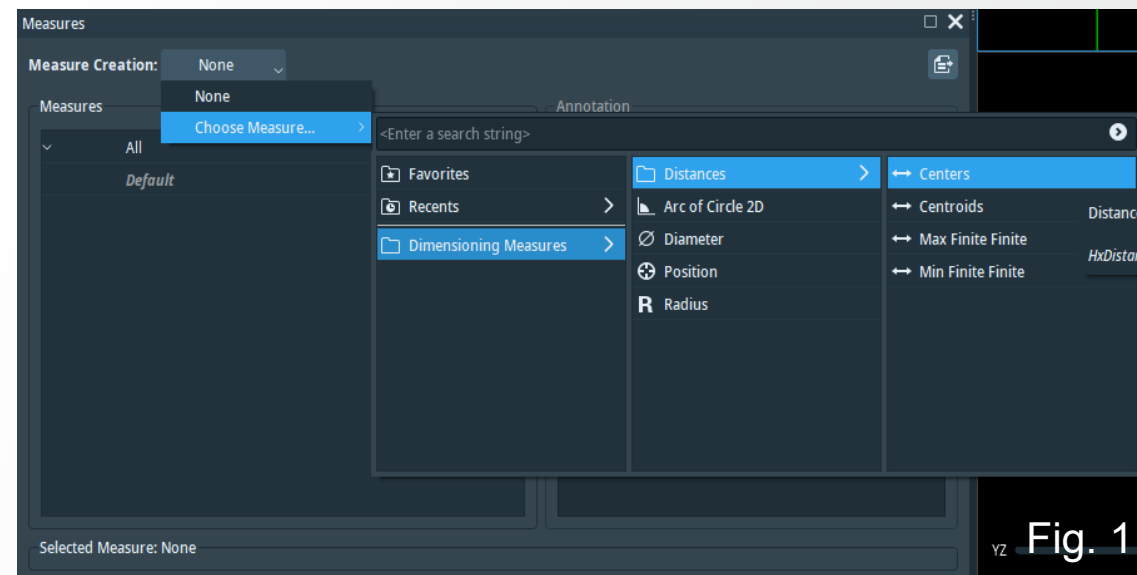 Measures
Measure Creation: None
None
Measures
Annotation
Choose Measure...
<Enter a search string>
All
Default
Favorites
Recents
Dimensioning Measures
Distances
Arc of Circle 2D
Diameter
Position
R Radius
Centers
Centroids
Max Finite Finite
Min Finite Finite
Distanc
HxDistan
Selected Measure: None
YZ
Fig. 1